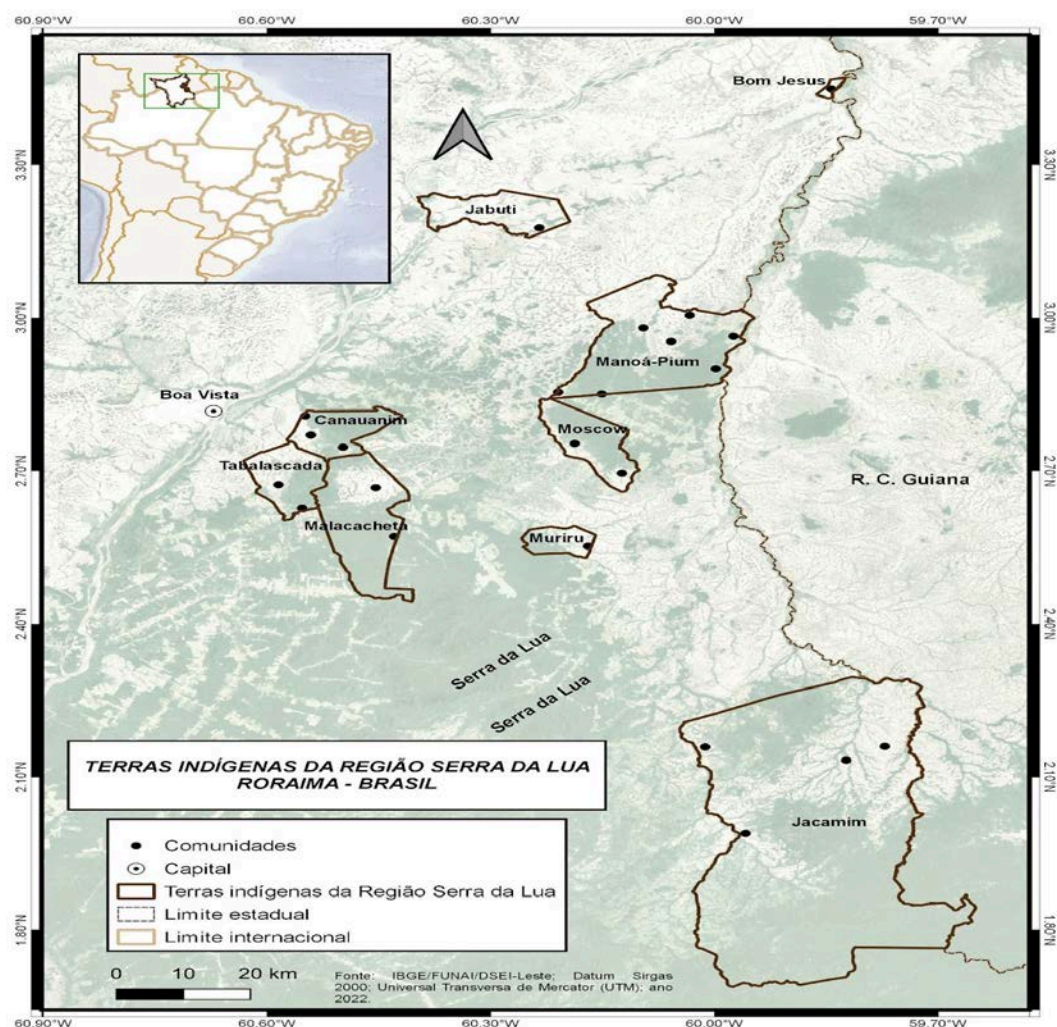 60.90°W 60.60°W 60.30°W 60.00°W 59.70°W
Bom Jesus
3.30°N 3.30°N
Jabuti
3.00°N 3.00°N
Manoá-Pium
Boa Vista
Canauanim
Moscow
Tabalascada
2.70°N 2.70°N
R. C. Guiana
Malacacheta
Muriru
2.40°N 2.40°N
Serra da Lua
Serra da Lua
TERRAS INDÍGENAS DA REGIÃO SERRA DA LUA
RORAIMA - BRASIL
2.10°N 2.10°N
Jacamim
Comunidades
Capital
Terras indígenas da Região Serra da Lua
Limite estadual
Limite internacional
1.80°N 1.80°N
0 10 20 km
Fonte: IBGE/FUNAI/DSEI-Leste; Datum Sirgas
2000; Universal Transversa de Mercator (UTM); ano
2022.
60.90°W 60.60°W 60.30°W 60.00°W 59.70°W